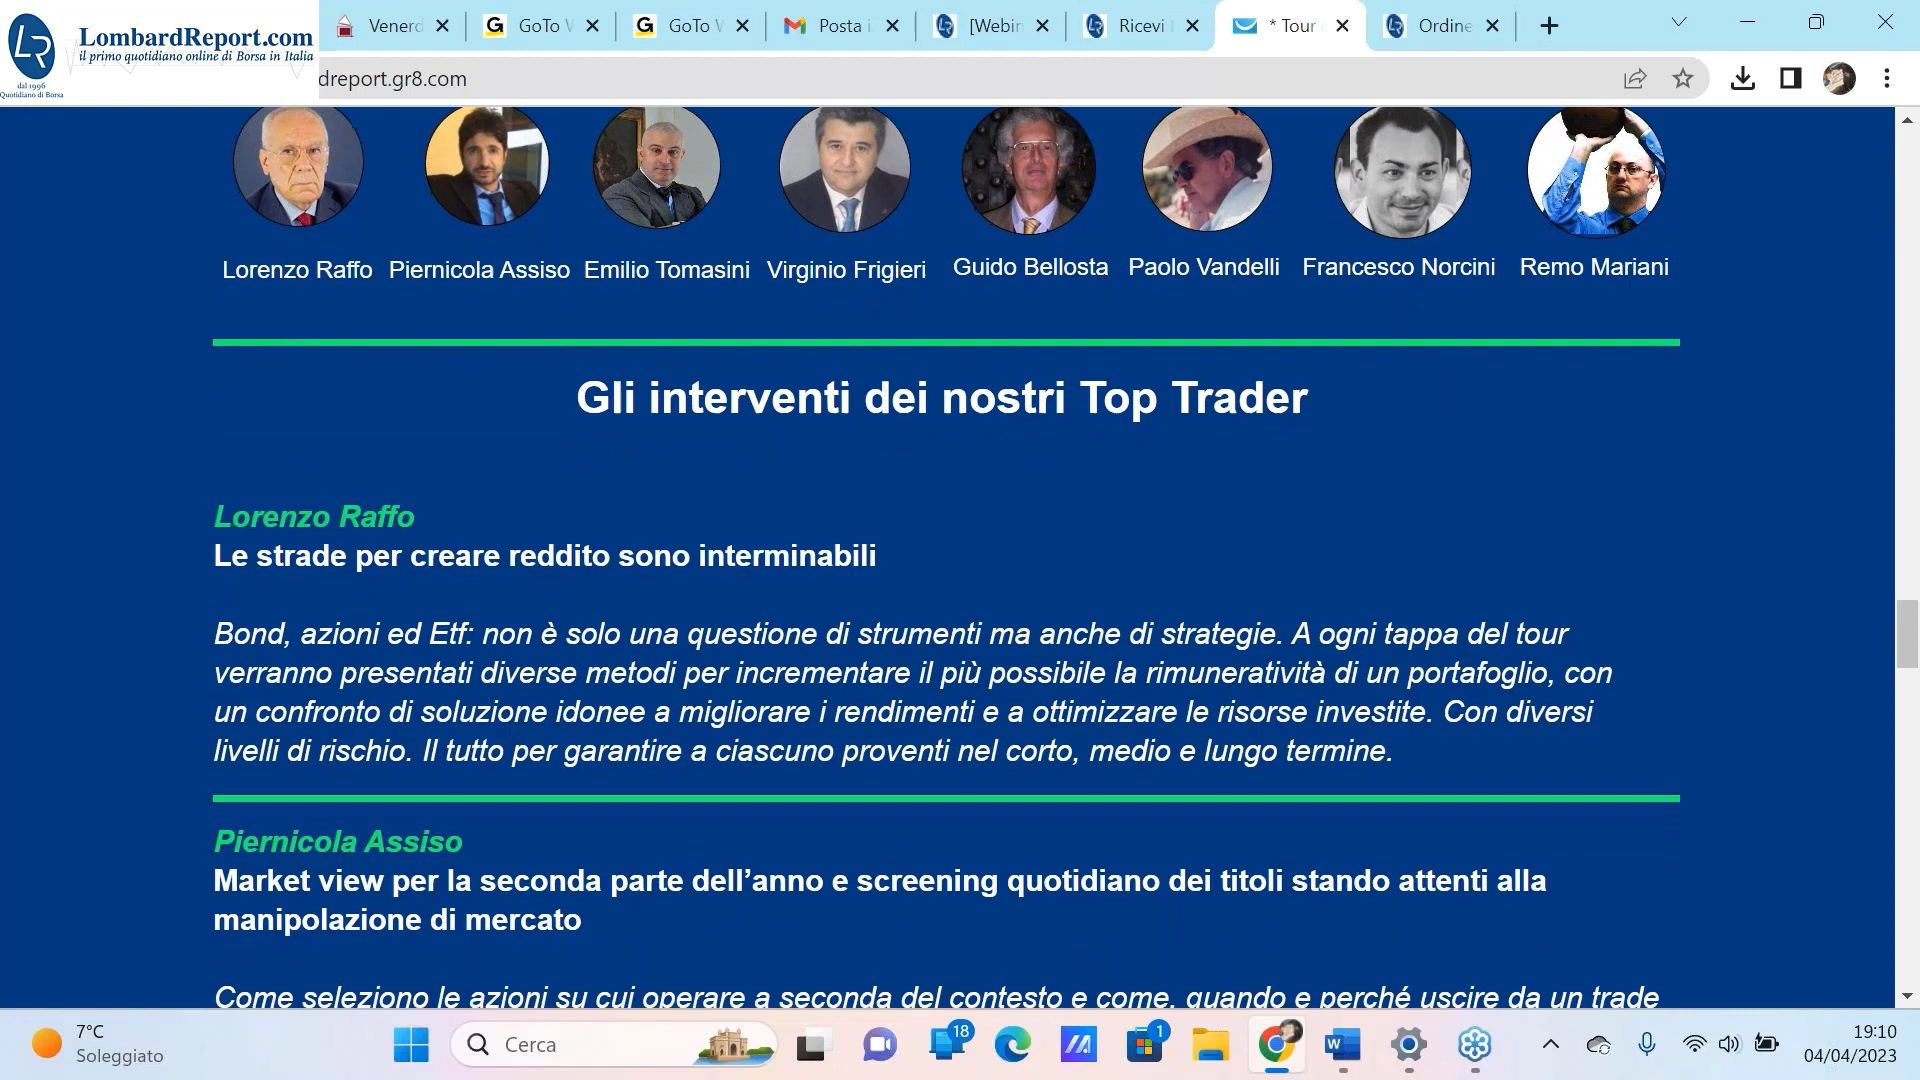 LombardReport.com
il primo quotidiano online di Borsa in Italia
dal 1996
Quotidiano di Borsa
Venerd
GoTo W
GoTo W
Posta i
[Webin
Ricevi
* Tour
Ordine
dreport.gr8.com
Lorenzo Raffo
Piernicola Assiso
Emilio Tomasini
Virginio Frigieri
Guido Bellosta
Paolo Vandelli
Francesco Norcini
Remo Mariani
Gli interventi dei nostri Top Trader
Lorenzo Raffo
Le strade per creare reddito sono interminabili
Bond, azioni ed Etf: non è solo una questione di strumenti ma anche di strategie. A ogni tappa del tour
verranno presentati diverse metodi per incrementare il più possibile la rimuneratività di un portafoglio, con
un confronto di soluzione idonee a migliorare i rendimenti e a ottimizzare le risorse investite. Con diversi
livelli di rischio. Il tutto per garantire a ciascuno proventi nel corto, medio e lungo termine.
Piernicola Assiso
Market view per la seconda parte dell’anno e screening quotidiano dei titoli stando attenti alla
manipolazione di mercato
Come seleziono le azioni su cui operare a seconda del contesto e come, quando e perché uscire da un trade
7°C
Soleggiato
Cerca
18
1
19:10
04/04/2023